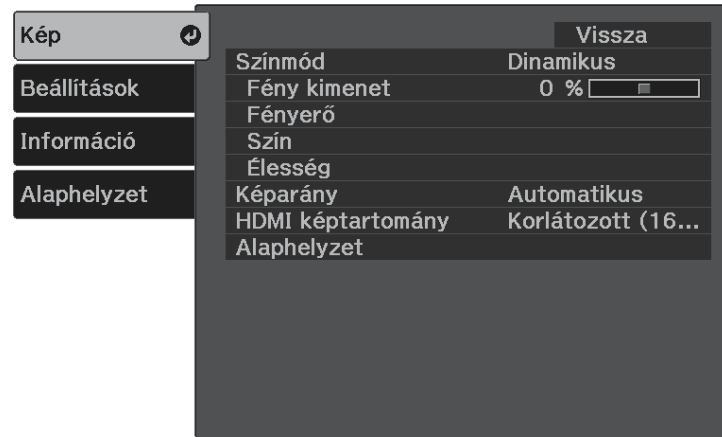 Kép
Beállítások
Információ
Alaphelyzet
Vissza
Színmód Dinamikus
Fény kimenet 0 %
Fényerő
Szín
Élesség
Képarány Automatikus
HDMI képtartomány Korlátozott (16...
Alaphelyzet